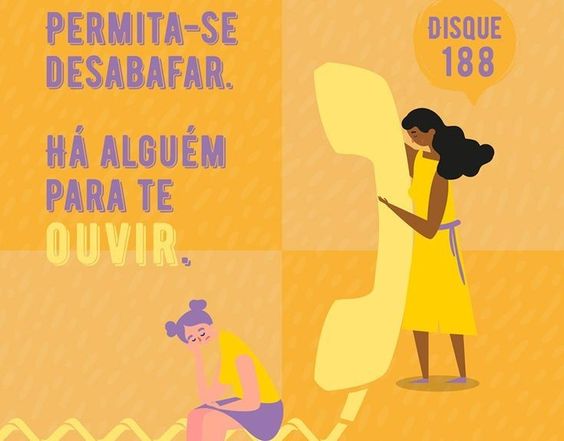 Permita-se
desabafar.
Há alguém
para te
ouvir.
Disque
188